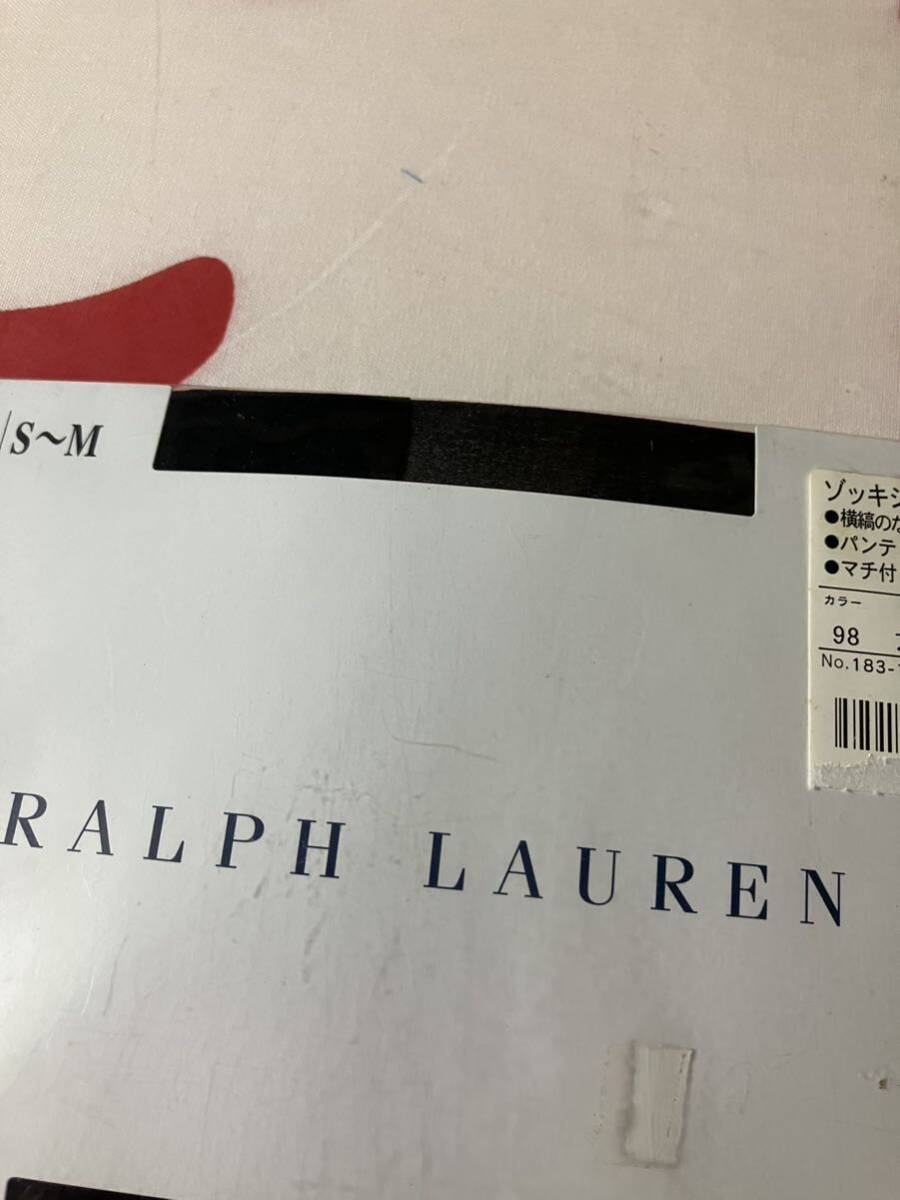 S～M
ゾッキシ
●横縞のな
●パンテ
●マチ付
カラー
98
No.183-
RALPH LAUREN